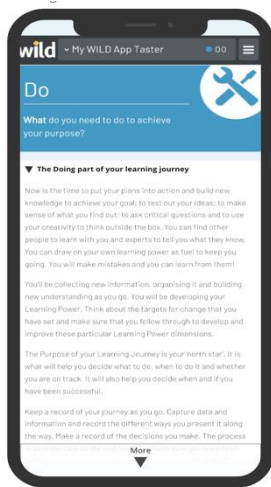 wild
My WILD App Taster
DO
Do
What do you need to do to achieve
your purpose?
The Doing part of your learning journey
Now is the time to put your plans into action and build new
knowledge to achieve your goal; to test out your ideas; to make
sense of what you find out; to ask critical questions and to use
your creativity to think outside the box. You can find other
people to learn with you and experts to tell you what they know.
You can draw on your own learning power as fuel to keep you
going. You will make mistakes and you can learn from them!
You'll be collecting new information, organising it and building
new understanding as you go. You will be developing your
Learning Power. Think about the targets for change that you
have set and make sure that you follow through to develop and
improve these particular Learning Power dimensions.
The Purpose of your Learning Journey is your 'north star'. It is
what will help you decide what to do, when to do it and whether
you are on track. It will also help you decide when and if you
have been successful.
Keep a record of your journey as you go. Capture data and
information and record the different ways you present it along
the way. Make a record of the decisions you make. The process
More